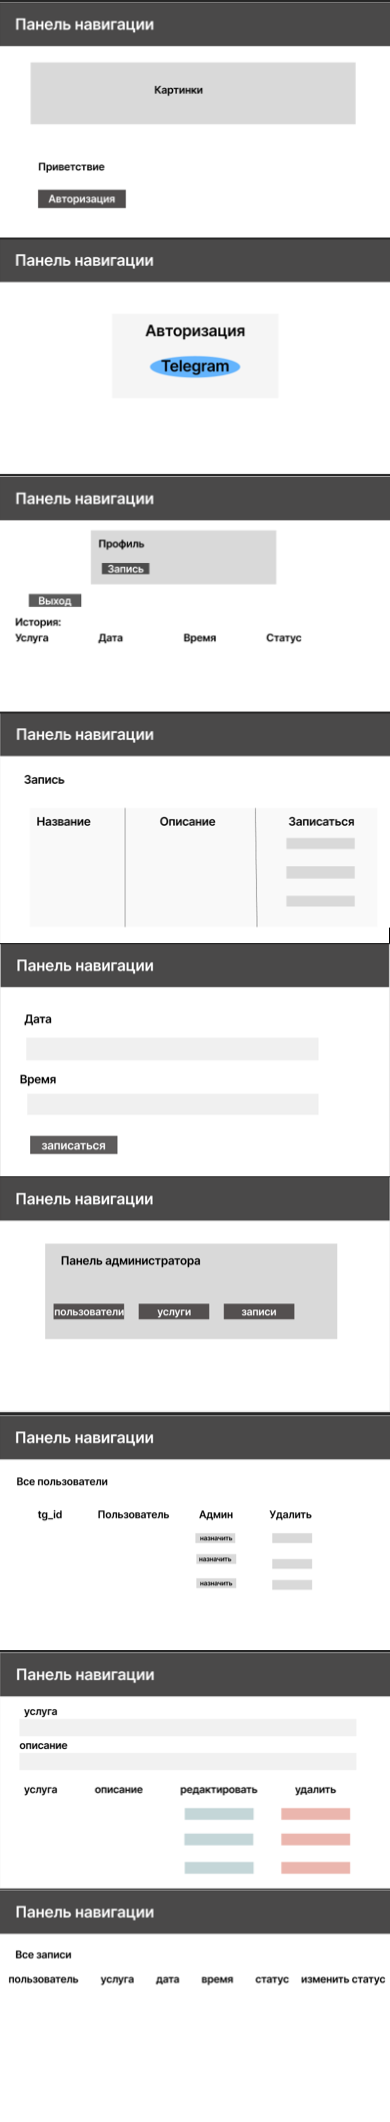 Панель навигации
Картинки
Приветствие
Авторизация
Панель навигации
Авторизация
Telegram
Панель навигации
Профиль
Запись
Выход
История:
Услуга Дата Время Статус
Панель навигации
Запись
Название Описание Записаться
Панель навигации
Дата
Время
записаться
Панель навигации
Панель администратора
пользователи услуги записи
Панель навигации
Все пользователи
tg_id Пользователь Админ Удалить
назначить
назначить
назначить
Панель навигации
услуга
описание
услуга описание редактировать удалить
Панель навигации
Все записи
пользователь услуга дата время статус изменить статус